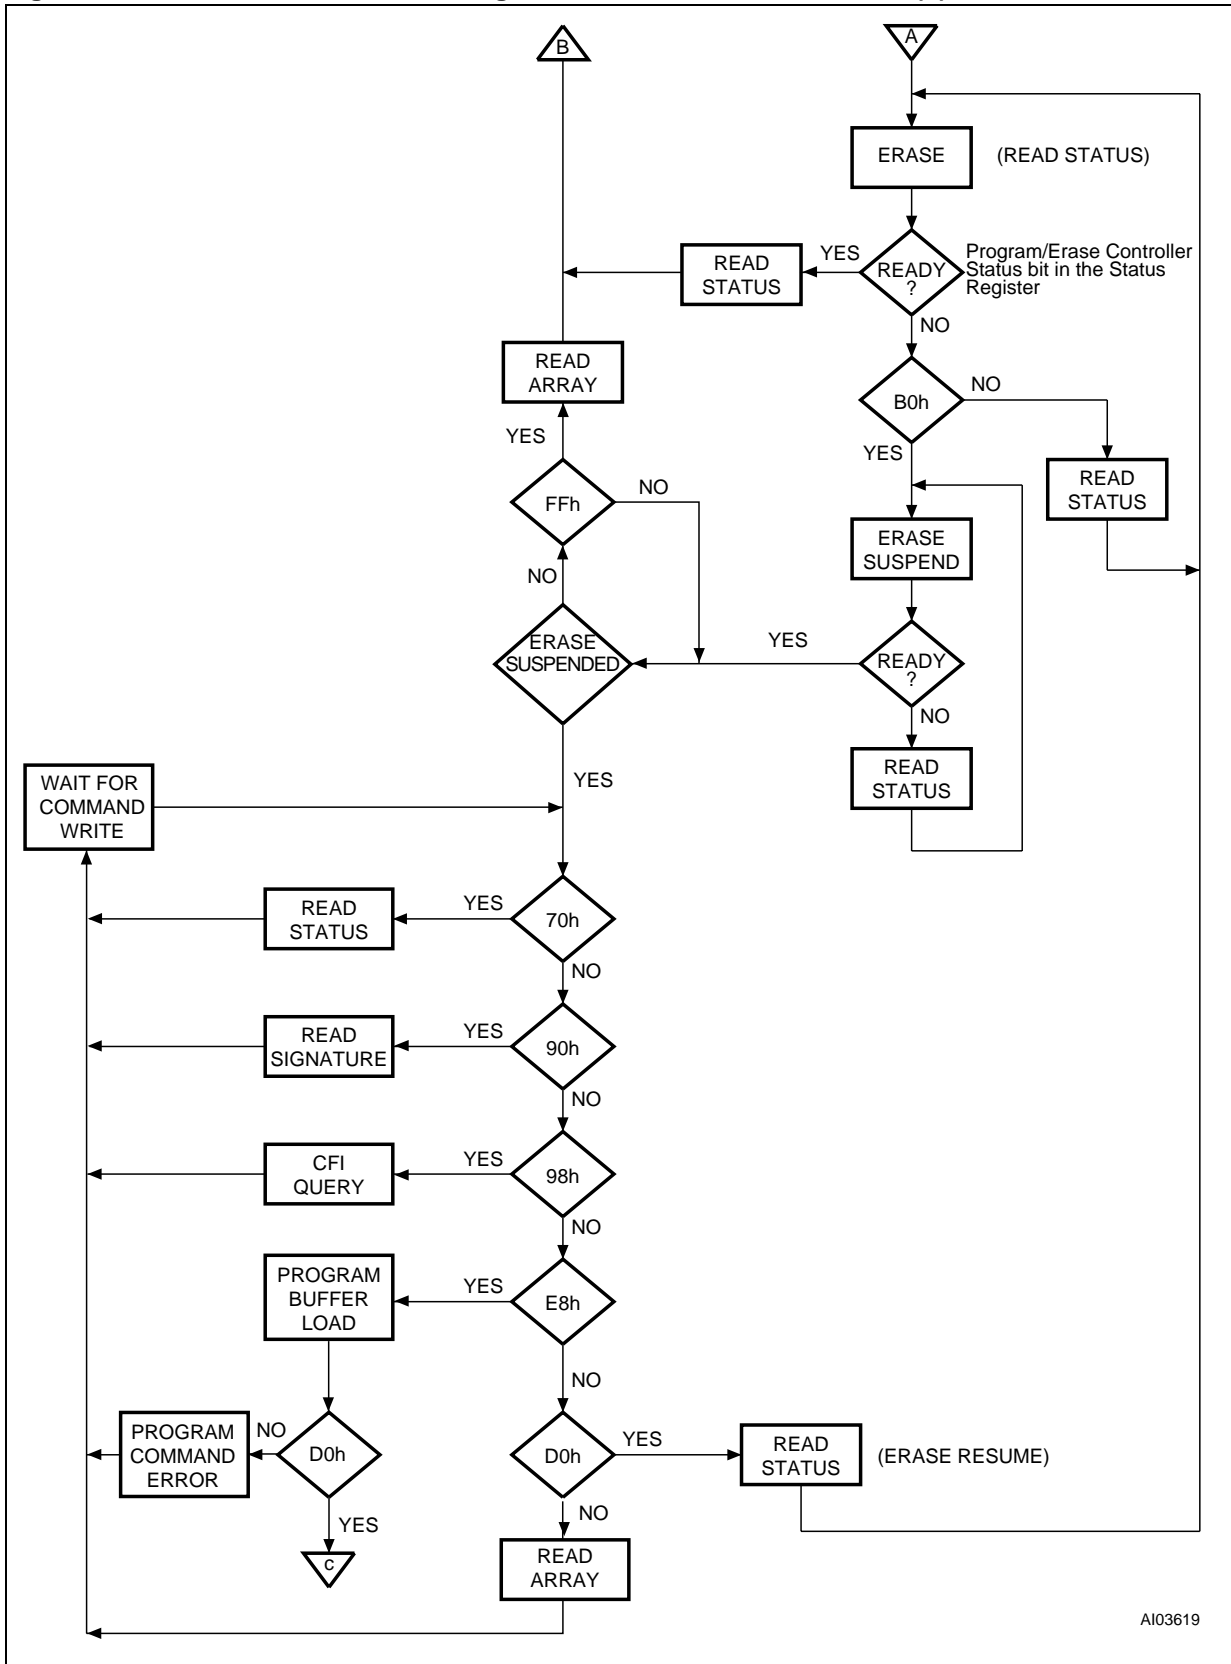 B
A
ERASE
(READ STATUS)
READ
STATUS
YES
READY
?
Program/Erase Controller
Status bit in the Status
Register
NO
READ
ARRAY
B0h
NO
YES
YES
FFh
NO
READ
STATUS
NO
ERASE
SUSPEND
ERASE
SUSPENDED
YES
READY
?
NO
YES
READ
STATUS
WAIT FOR
COMMAND
WRITE
READ
STATUS
YES
70h
NO
READ
SIGNATURE
YES
90h
NO
CFI
QUERY
YES
98h
NO
PROGRAM
BUFFER
LOAD
YES
E8h
NO
PROGRAM
COMMAND
ERROR
NO
D0h
YES
c
D0h
YES
READ
STATUS
(ERASE RESUME)
NO
READ
ARRAY
AI03619